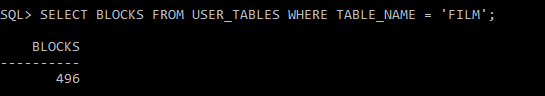 SQL> SELECT BLOCKS FROM USER_TABLES WHERE TABLE_NAME = 'FILM';
BLOCKS
----------
496